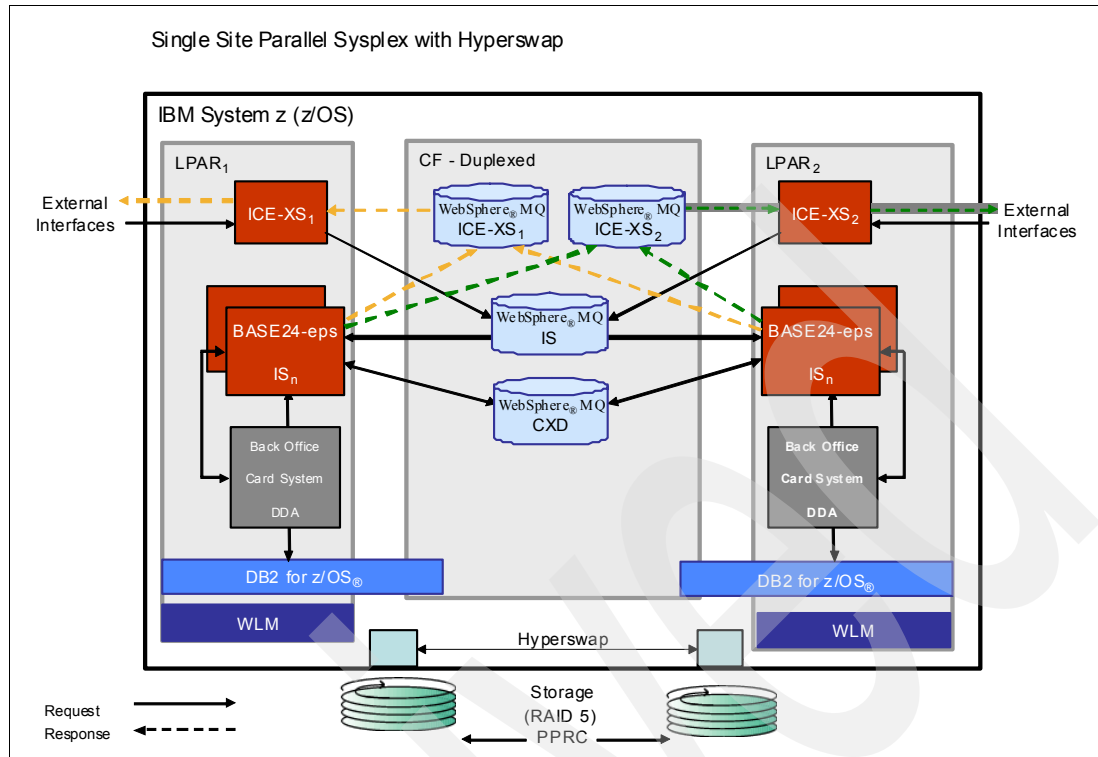 Single Site Parallel Sysplex with Hyperswap
IBM System z (z/OS)
LPAR1
CF - Duplexed
LPAR2
External
Interfaces
ICE-XS1
WebSphere® MQ
ICE-XS1
WebSphere® MQ
ICE-XS2
ICE-XS2
External
Interfaces
BASE24-eps
ISn
WebSphere® MQ
IS
BASE24-eps
ISn
WebSphere® MQ
CXD
Back Office
Card System
DDA
Back Office
Card System
DDA
DB2 for z/OS®
DB2 for z/OS®
WLM
WLM
Hyperswap
Storage
(RAID 5)
PPRC
Request
Response